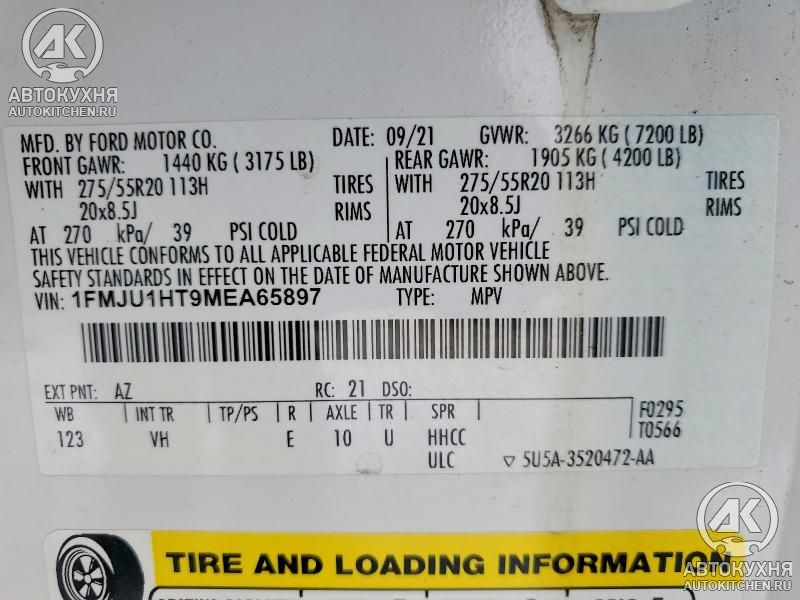 AK
АВТОКУХНЯ
AUTOKITCHEN.RU
MFD. BY FORD MOTOR CO. DATE: 09/21 GVWR: 3266 KG (7200 LB)
FRONT GAWR: 1440 KG (3175 LB) REAR GAWR: 1905 KG (4200 LB)
WITH 275/55R20 113H TIRES WITH 275/55R20 113H TIRES
20x8.5J RIMS 20x8.5J RIMS
AT 270 kPa/ 39 PSI COLD AT 270 kPa/ 39 PSI COLD
THIS VEHICLE CONFORMS TO ALL APPLICABLE FEDERAL MOTOR VEHICLE
SAFETY STANDARDS IN EFFECT ON THE DATE OF MANUFACTURE SHOWN ABOVE.
VIN: 1FMJU1HT9MEA65897 TYPE: MPV
EXT PNT: AZ RC: 21 DSO:
WB INT TR TP/PS R AXLE TR SPR F0295
123 VH E 10 U HHCC T0566
ULC ▽ 5U5A-3520472-AA
TIRE AND LOADING INFORMATION
AK
АВТОКУХНЯ
AUTOKITCHEN.RU